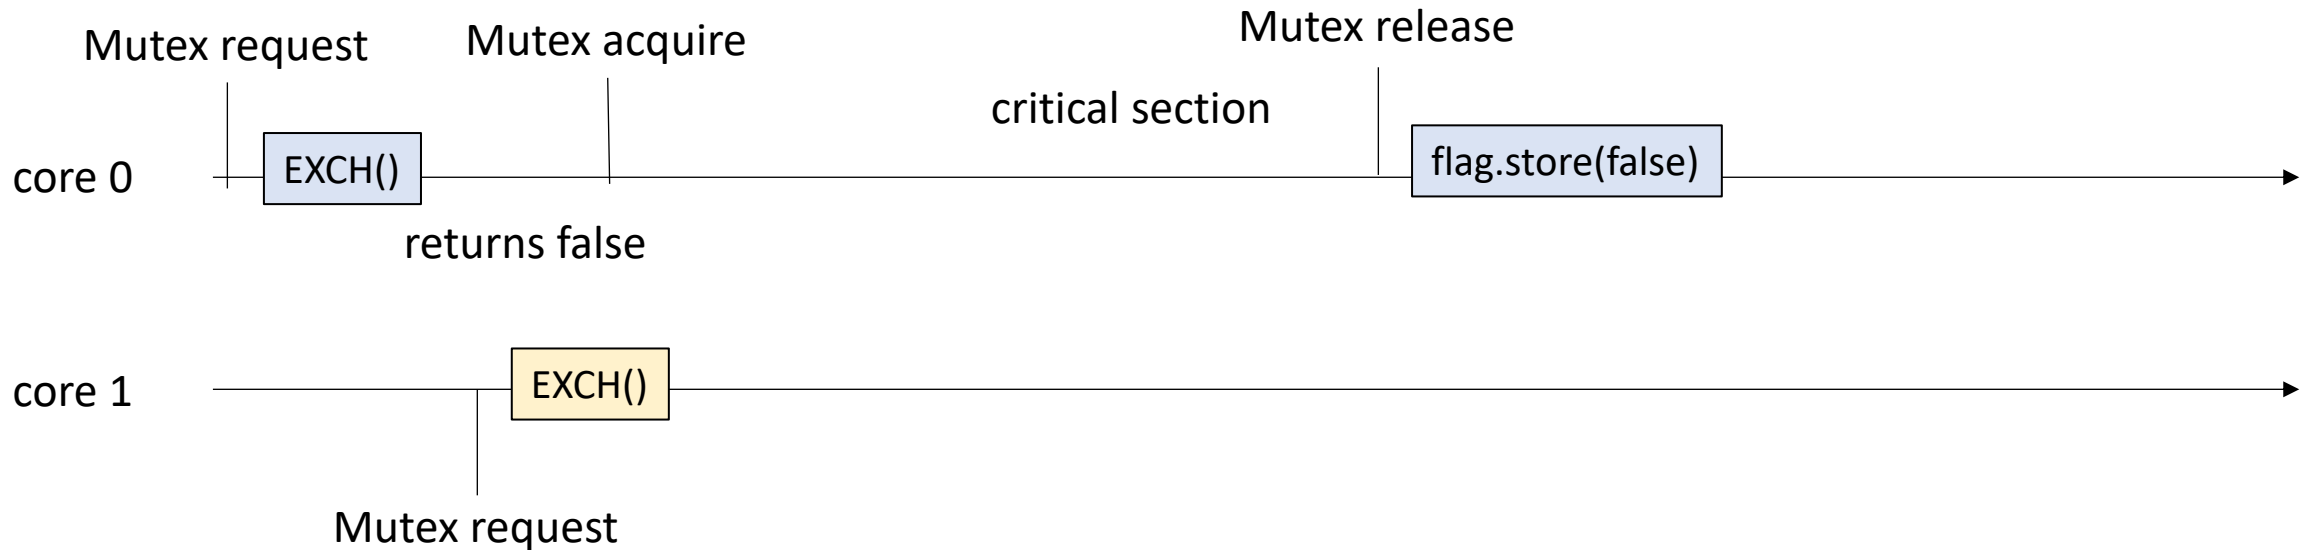 Mutex request
Mutex acquire
Mutex release
critical section
core 0
EXCH()
flag.store(false)
returns false
core 1
EXCH()
Mutex request